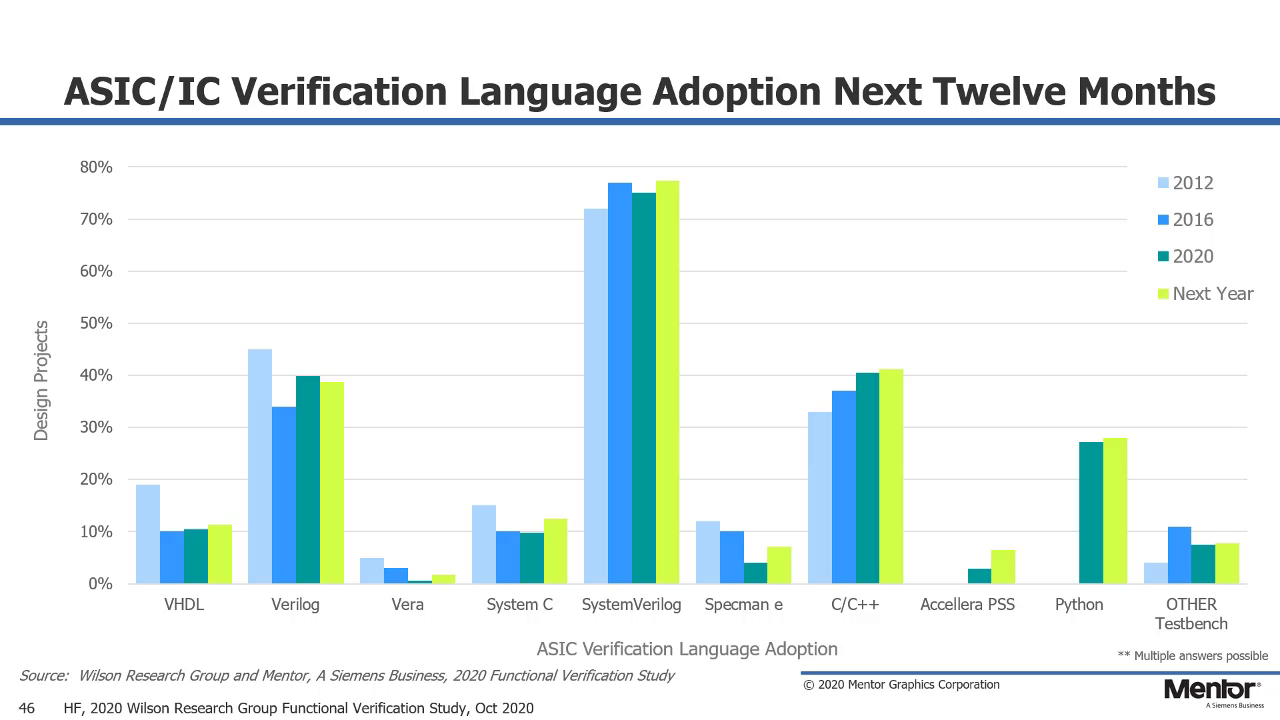 ASIC/IC Verification Language Adoption Next Twelve Months
80%
70%
60%
50%
40%
30%
20%
10%
0%
Design Projects
2012
2016
2020
Next Year
VHDL
Verilog
Vera
System C
SystemVerilog
Specman e
C/C++
Accellera PSS
Python
OTHER
Testbench
ASIC Verification Language Adoption
** Multiple answers possible
Source: Wilson Research Group and Mentor, A Siemens Business, 2020 Functional Verification Study
© 2020 Mentor Graphics Corporation
Mentor®
A Siemens Business
46 HF, 2020 Wilson Research Group Functional Verification Study, Oct 2020